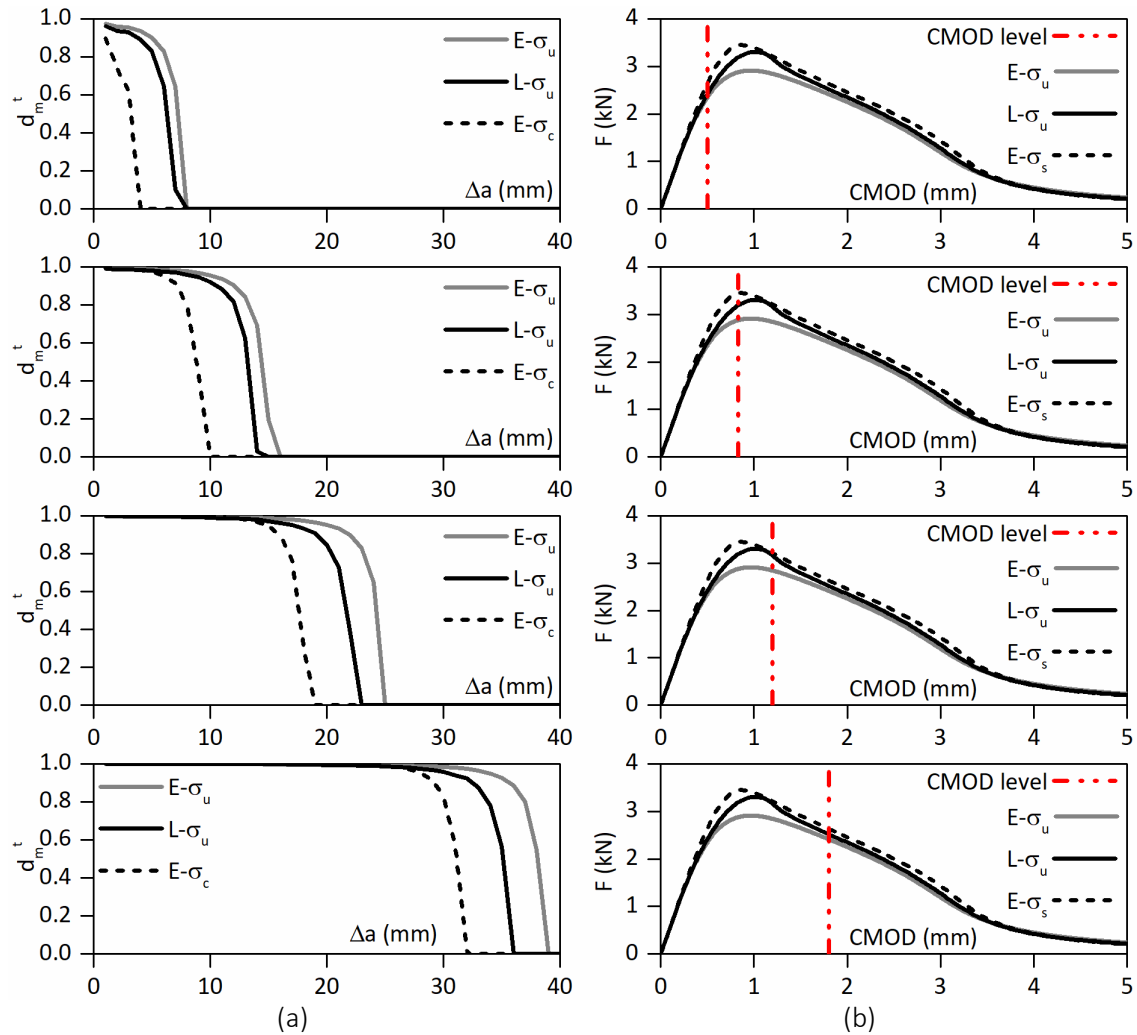 1.0
0.8
0.6
0.4
0.2
0.0
d_m^t
E-σ_u
L-σ_u
E-σ_c
Δa (mm)
0 10 20 30 40
4
3
2
1
0
F (kN)
CMOD level
E-σ_u
L-σ_u
E-σ_s
CMOD (mm)
0 1 2 3 4 5
1.0
0.8
0.6
0.4
0.2
0.0
d_m^t
E-σ_u
L-σ_u
E-σ_c
Δa (mm)
0 10 20 30 40
4
3
2
1
0
F (kN)
CMOD level
E-σ_u
L-σ_u
E-σ_s
CMOD (mm)
0 1 2 3 4 5
1.0
0.8
0.6
0.4
0.2
0.0
d_m^t
E-σ_u
L-σ_u
E-σ_c
Δa (mm)
0 10 20 30 40
4
3
2
1
0
F (kN)
CMOD level
E-σ_u
L-σ_u
E-σ_s
CMOD (mm)
0 1 2 3 4 5
1.0
0.8
0.6
0.4
0.2
0.0
d_m^t
E-σ_u
L-σ_u
E-σ_c
Δa (mm)
0 10 20 30 40
4
3
2
1
0
F (kN)
CMOD level
E-σ_u
L-σ_u
E-σ_s
CMOD (mm)
0 1 2 3 4 5
(a)
(b)